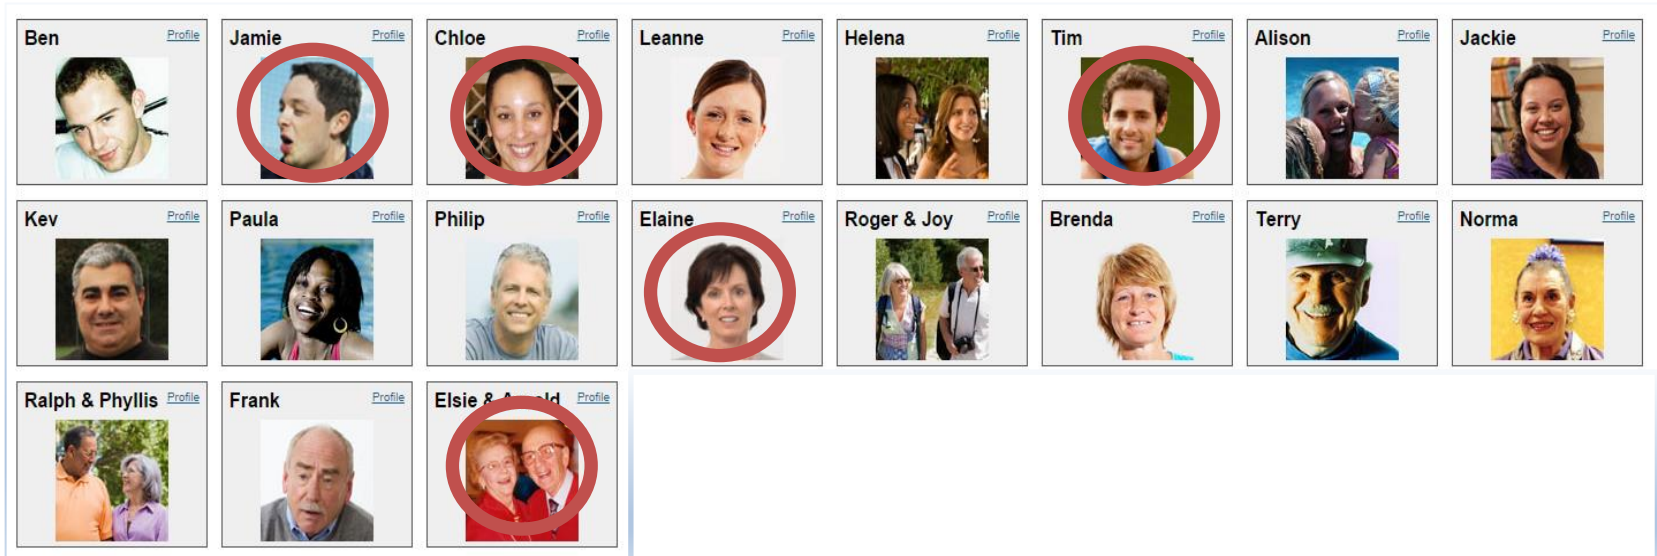 Ben Profile
Jamie Profile
Chloe Profile
Leanne Profile
Helena Profile
Tim Profile
Alison Profile
Jackie Profile
Kev Profile
Paula Profile
Philip Profile
Elaine Profile
Roger & Joy Profile
Brenda Profile
Terry Profile
Norma Profile
Ralph & Phyllis Profile
Frank Profile
Elsie & Profile